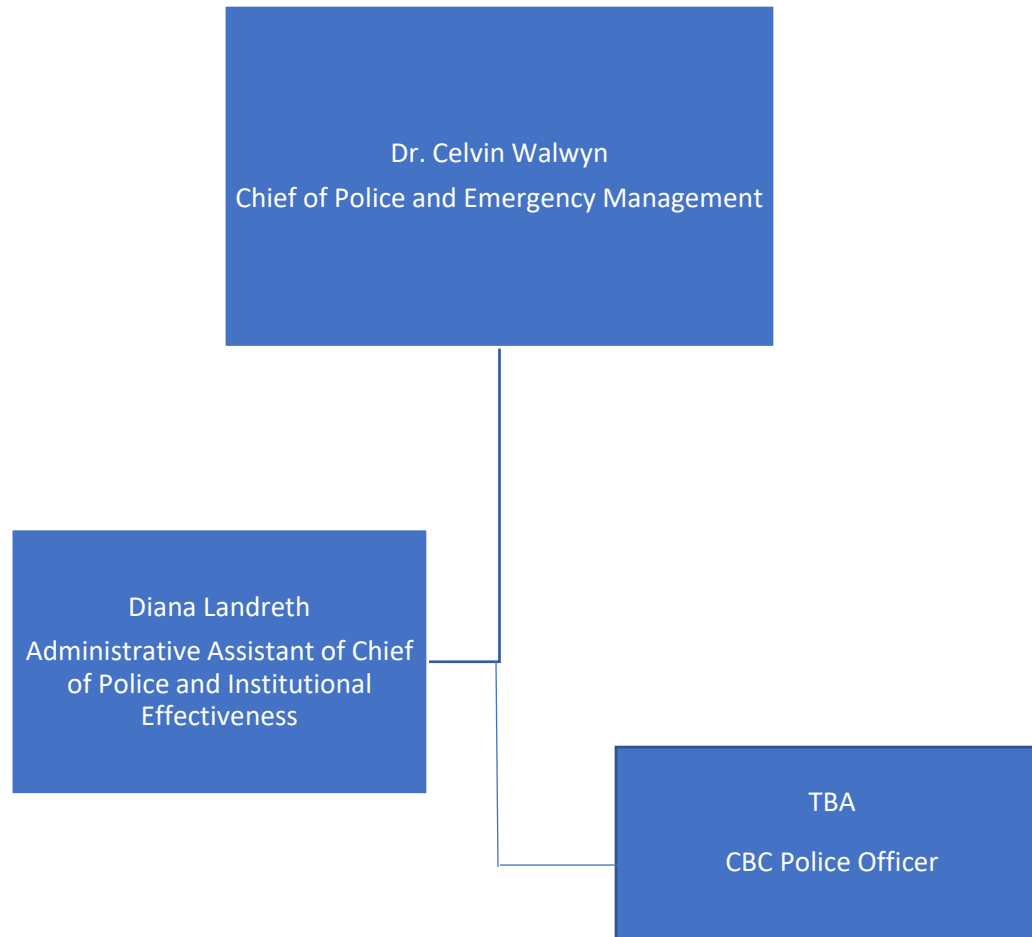 Dr. Celvin Walwyn
Chief of Police and Emergency Management
Diana Landreth
Administrative Assistant of Chief
of Police and Institutional
Effectiveness
TBA
CBC Police Officer